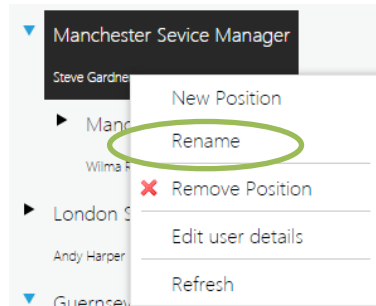 Manchester Sevice Manager
Steve Gardne
New Position
Manc
Rename
Wilma
Remove Position
London S
Edit user details
Andy Harper
Refresh
Guernsey